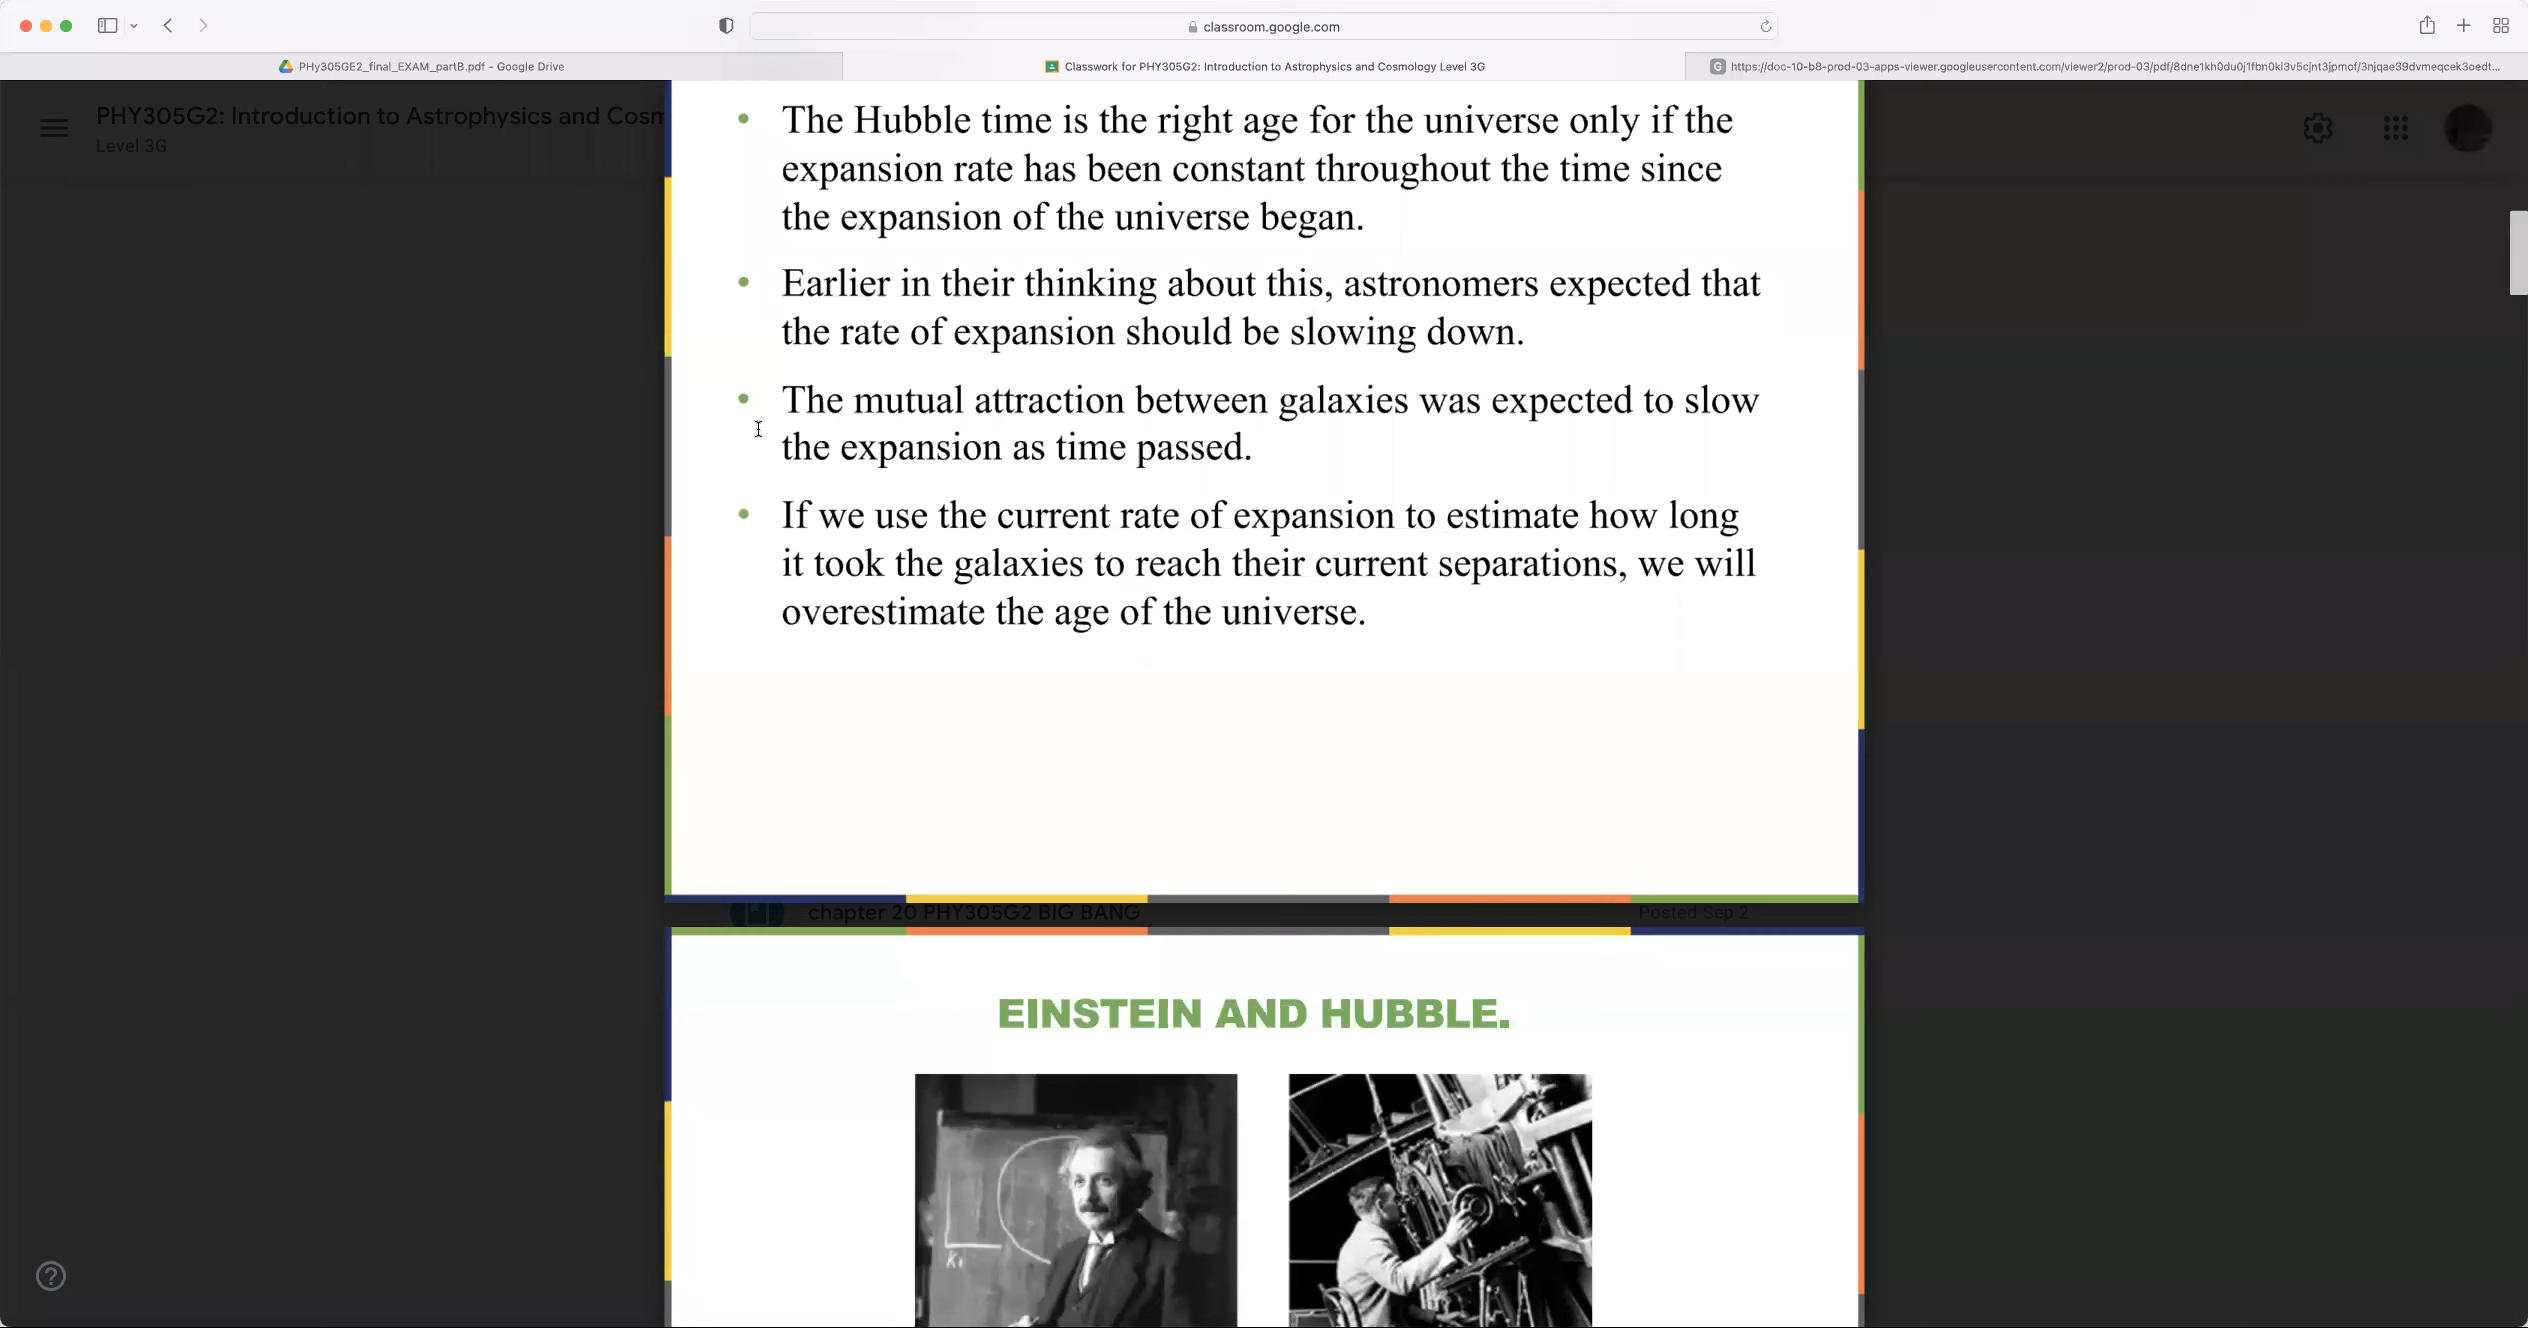 classroom.google.com
PHy305GE2_final_EXAM_partB.pdf - Google Drive
Classwork for PHY305G2: Introduction to Astrophysics and Cosmology Level 3G
PHY305G2: Introduction to Astrophysics and Cosm
Level 3G
• The Hubble time is the right age for the universe only if the
expansion rate has been constant throughout the time since
the expansion of the universe began.
• Earlier in their thinking about this, astronomers expected that
the rate of expansion should be slowing down.
• The mutual attraction between galaxies was expected to slow
the expansion as time passed.
• If we use the current rate of expansion to estimate how long
it took the galaxies to reach their current separations, we will
overestimate the age of the universe.
chapter 20 PHY305G2 BIG BANG
Posted Sep 2
EINSTEIN AND HUBBLE.